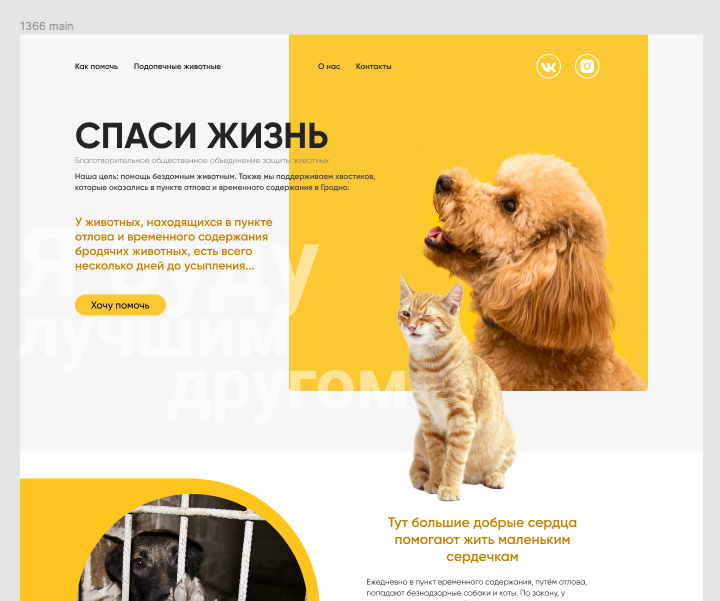 1366 main
Как помочь
Подопечные животные
О нас
Контакты
СПАСИ ЖИЗНЬ
Благотворительное общественное объединение защиты животных
Наша цель: помощь бездомным животным. Также мы поддерживаем хвостиков,
которые оказались в пункте отлова и временного содержания в Гродно.
У животных, находящихся в пункте
отлова и временного содержания
бродячих животных, есть всего
несколько дней до усыпления...
Хочу помочь
Я буду
лучшим
другом
Тут большие добрые сердца
помогают жить маленьким
сердечкам
Ежедневно в пункт временного содержания, путём отлова,
попадают безнадзорные собаки и коты. По закону, у